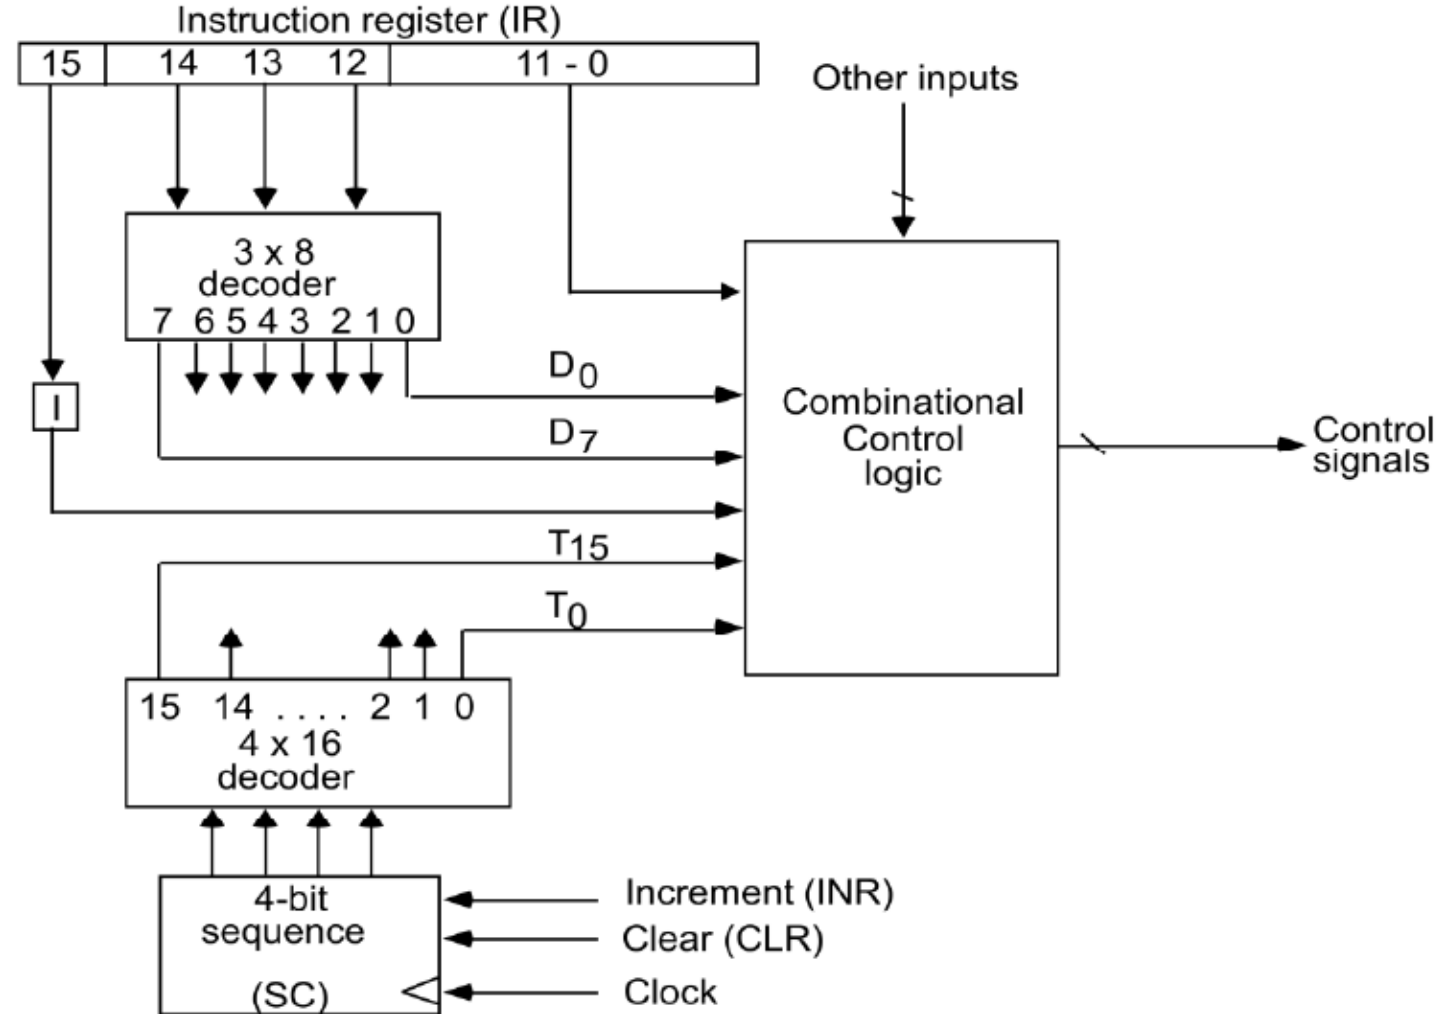 Instruction register (IR)
15 14 13 12 11 - 0
Other inputs
3 x 8
decoder
7 6 5 4 3 2 1 0
D0
I
Combinational
Control
logic
D7
Control
signals
T15
T0
15 14 .... 2 1 0
4 x 16
decoder
4-bit
sequence
(SC)
Increment (INR)
Clear (CLR)
Clock